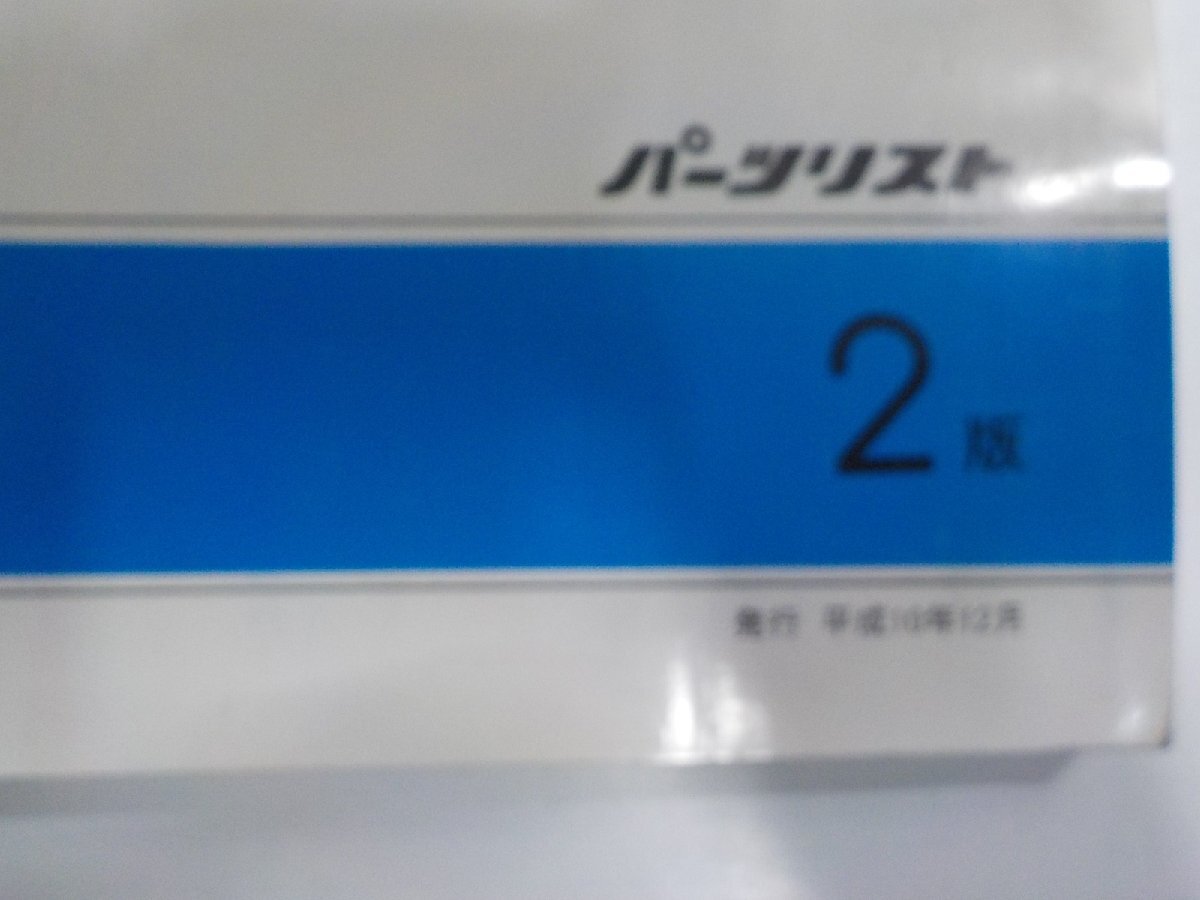 パーツリスト
2版
発行 平成10年12月